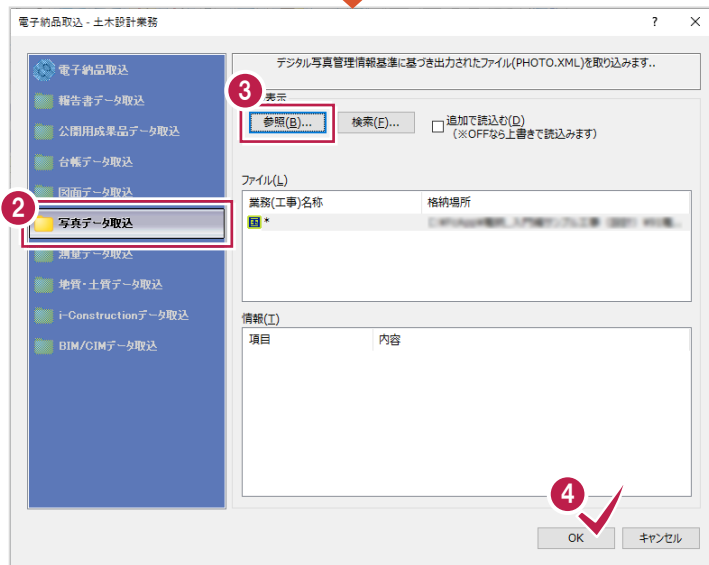 電子納品取込 - 土木設計業務
?
電子納品取込
報告書データ取込
公開用成果品データ取込
台帳データ取込
図面データ取込
2
写真データ取込
測量データ取込
地質・土質データ取込
i-Constructionデータ取込
BIM/CIMデータ取込
デジタル写真管理情報基準に基づき出力されたファイル(PHOTO.XML)を取り込みます..
3
表示
参照(B)...
検索(F)...
追加で読込む(D)
(※OFFなら上書きで読込みます)
ファイル(L)
業務(工事)名称 格納場所
国 *
情報(T)
項目 内容
4
OK
キャンセル